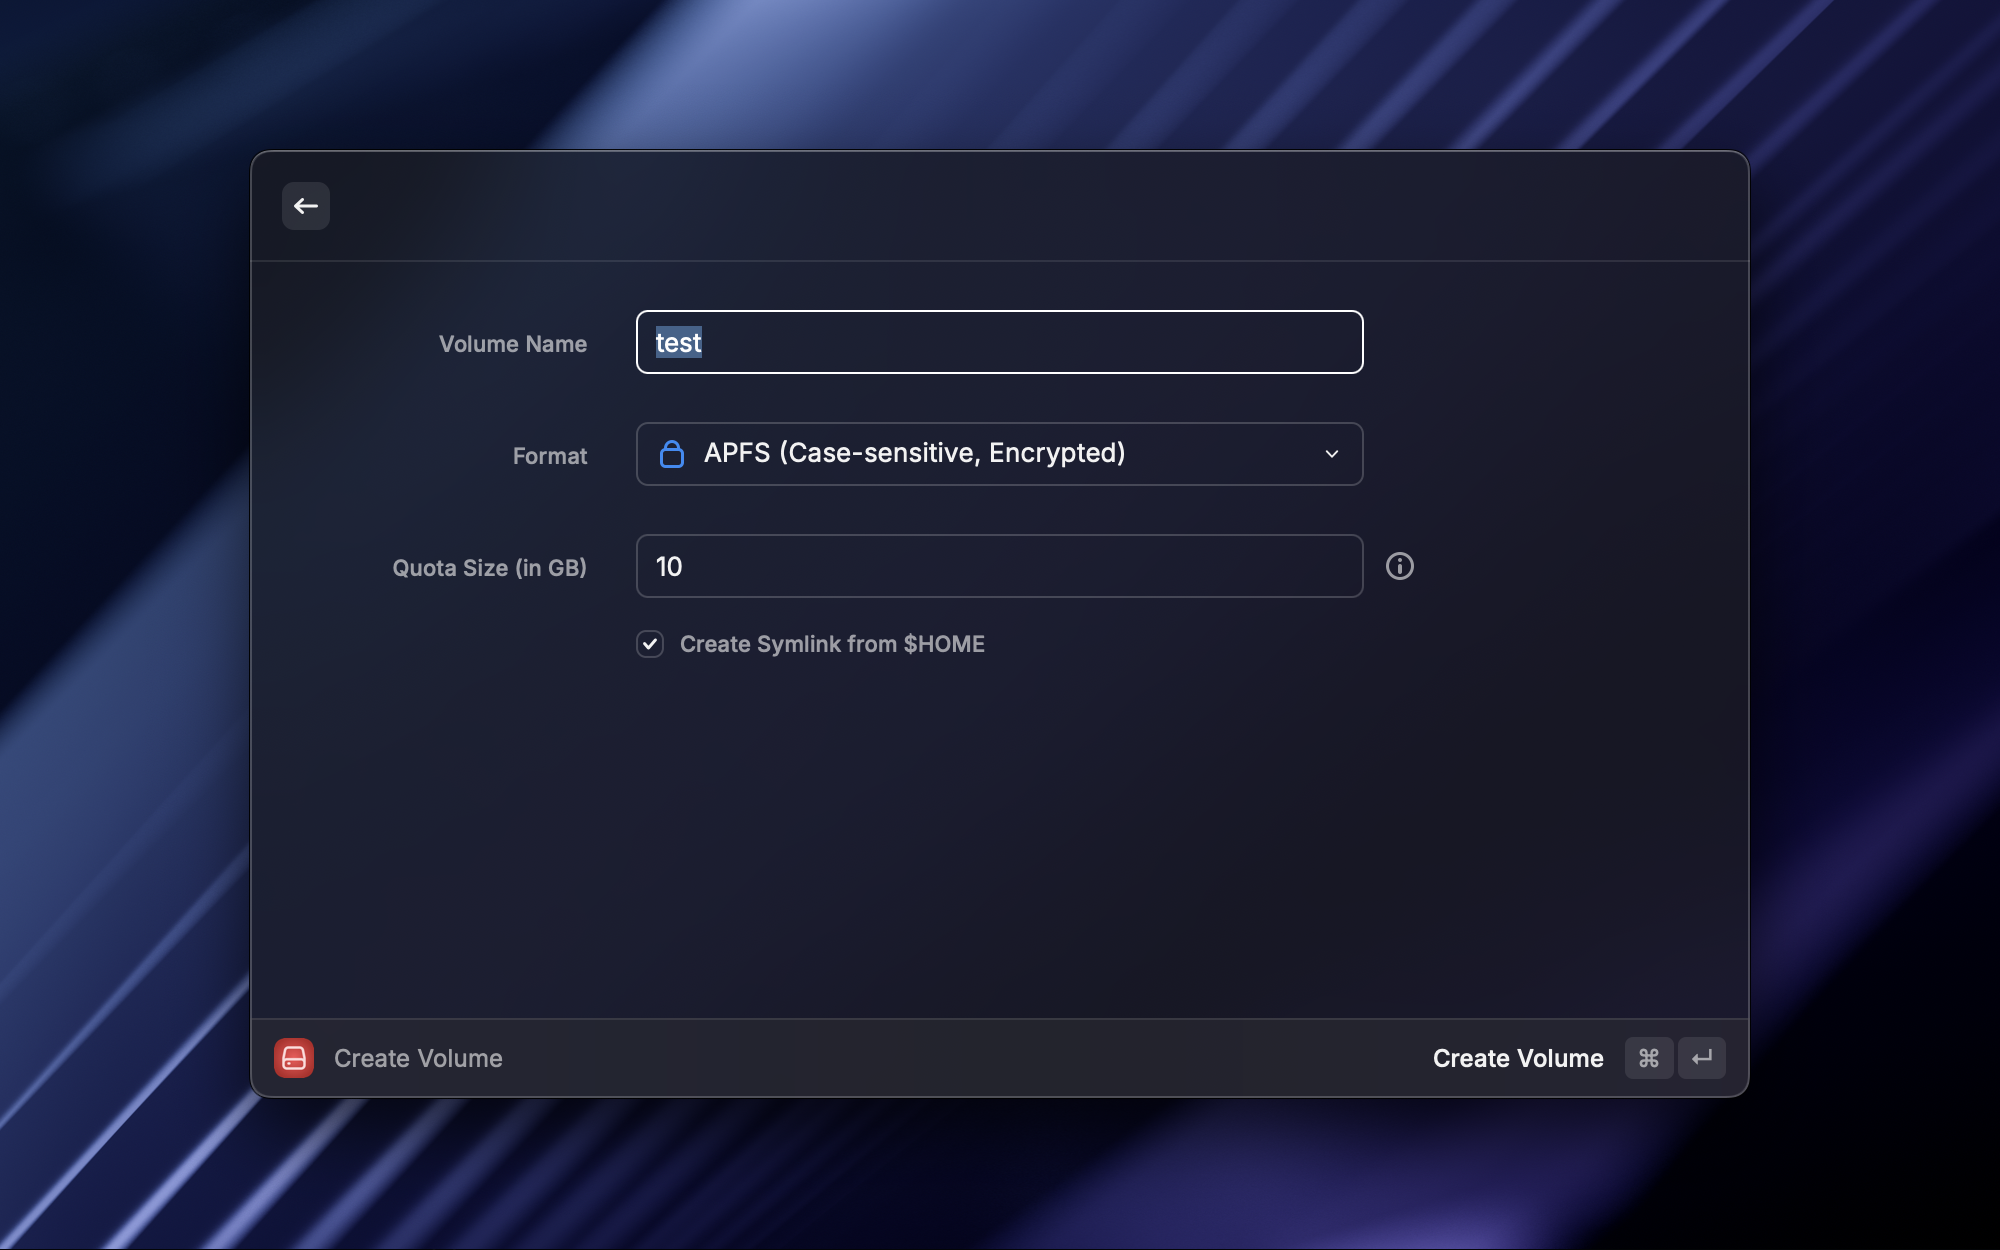 Volume Name
test
Format
APFS (Case-sensitive, Encrypted)
Quota Size (in GB)
10
Create Symlink from $HOME
Create Volume
Create Volume ⌘ ↵